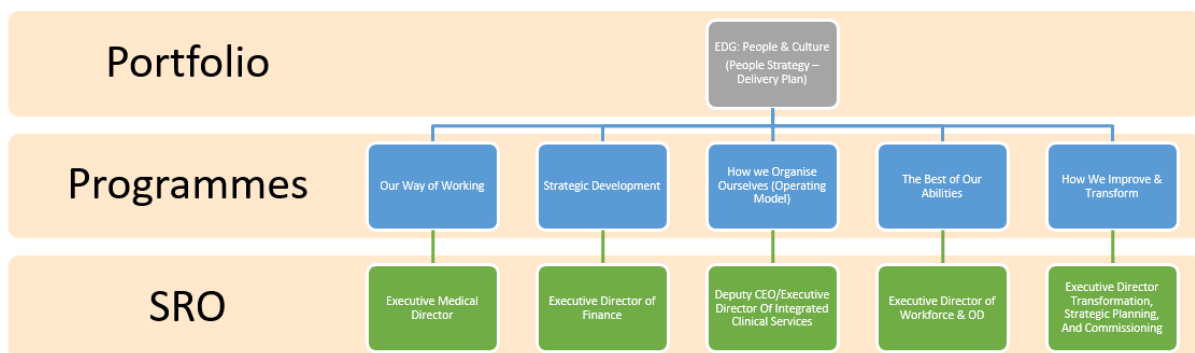 Portfolio
EDG: People & Culture
(People Strategy –
Delivery Plan)
Programmes
Our Way of Working
Strategic Development
How we Organise
Ourselves (Operating
Model)
The Best of Our
Abilities
How We Improve &
Transform
SRO
Executive Medical
Director
Executive Director of
Finance
Deputy CEO/Executive
Director Of Integrated
Clinical Services
Executive Director of
Workforce & OD
Executive Director
Transformation,
Strategic Planning,
And Commissioning